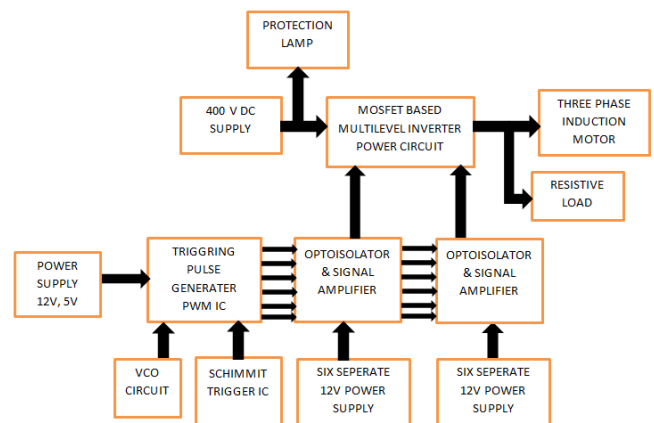 PROTECTION
LAMP
400 V DC
SUPPLY
MOSFET BASED
MULTILEVEL INVERTER
POWER CIRCUIT
THREE PHASE
INDUCTION
MOTOR
RESISTIVE
LOAD
POWER
SUPPLY
12V, 5V
TRIGGRING
PULSE
GENERATER
PWM IC
OPTOISOLATOR
& SIGNAL
AMPLIFIER
OPTOISOLATOR
& SIGNAL
AMPLIFIER
VCO
CIRCUIT
SCHIMMIT
TRIGGER IC
SIX SEPERATE
12V POWER
SUPPLY
SIX SEPERATE
12V POWER
SUPPLY